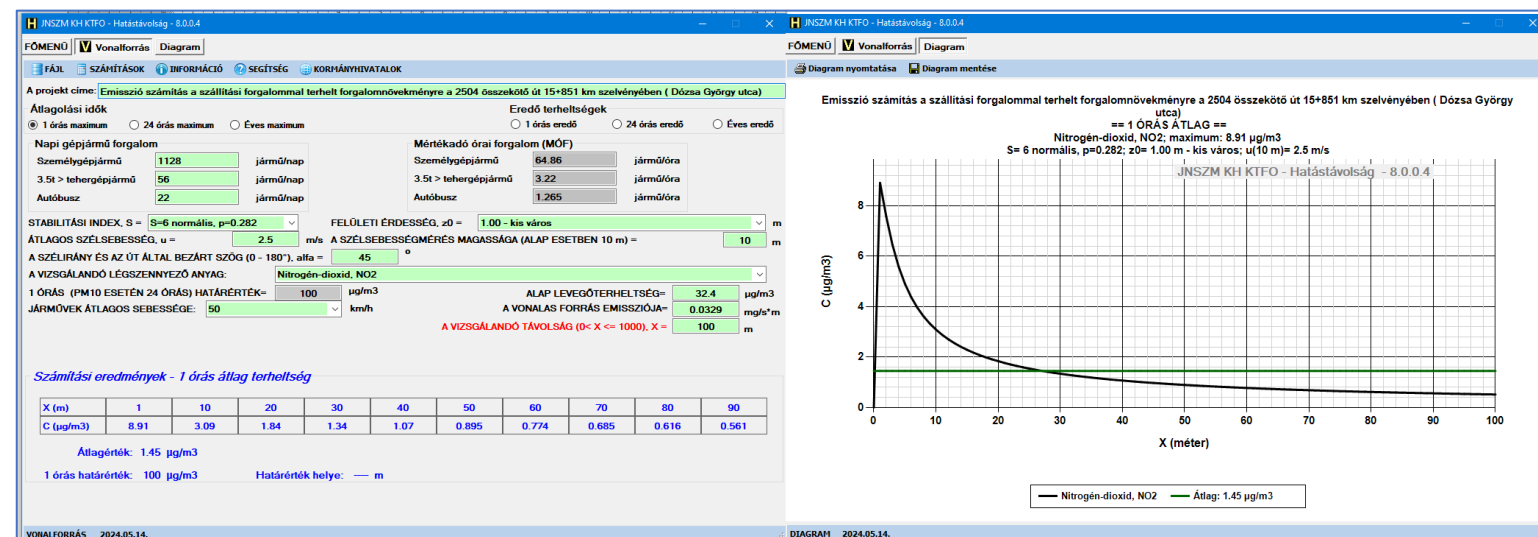 JNSZM KH KTFO - Hatástávolság - 8.0.0.4
FŐMENÜ V Vonalforrás Diagram
FÁJL SZÁMÍTÁSOK INFORMÁCIÓ SEGÍTSÉG KORMÁNYHIVATALOK
A projekt címe: Emisszió számítás a szállítási forgalommal terhelt forgalomnövekményre a 2504 összekötő út 15+851 km szelvényében ( Dózsa György utca)
Átlagolási idők
1 órás maximum 24 órás maximum Éves maximum
Eredő terheltségek
1 órás eredő 24 órás eredő Éves eredő
Napi gépjármű forgalom
Személygépjármű 1128 jármű/nap
3.5t > tehergépjármű 56 jármű/nap
Autóbusz 22 jármű/nap
Mértékadó órai forgalom (MÓF)
Személygépjármű 64.86 jármű/óra
3.5t > tehergépjármű 3.22 jármű/óra
Autóbusz 1.265 jármű/óra
STABILITÁSI INDEX, S = S=6 normális, p=0.282 FELÜLETI ÉRDESSÉG, z0 = 1.00 - kis város m
ÁTLAGOS SZÉLSEBESSÉG, u = 2.5 m/s A SZÉLSEBESSÉGMÉRÉS MAGASSÁGA (ALAP ESETBEN 10 m) = 10 m
A SZÉLIRÁNY ÉS AZ ÚT ÁLTAL BEZÁRT SZÖG (0 - 180°), alfa = 45 °
A VIZSGÁLANDÓ LÉGSZENNYEZŐ ANYAG: Nitrogén-dioxid, NO2
1 ÓRÁS (PM10 ESETÉN 24 ÓRÁS) HATÁRÉRTÉK= 100 µg/m3 ALAP LEVEGŐTERHELTSÉG= 32.4 µg/m3
JÁRMŰVEK ÁTLAGOS SEBESSÉGE: 50 km/h A VONALAS FORRÁS EMISSZIÓJA= 0.0329 mg/s*m
A VIZSGÁLANDÓ TÁVOLSÁG (0< X <= 1000), X = 100 m
Számítási eredmények - 1 órás átlag terheltség
X (m) 1 10 20 30 40 50 60 70 80 90
C (µg/m3) 8.91 3.09 1.84 1.34 1.07 0.895 0.774 0.685 0.616 0.561
Átlagérték: 1.45 µg/m3
1 órás határérték: 100 µg/m3 Határérték helye: --- m
VONALFORRÁS 2024.05.14.
JNSZM KH KTFO - Hatástávolság - 8.0.0.4
FŐMENÜ V Vonalforrás Diagram
Diagram nyomtatása Diagram mentése
Emisszió számítás a szállítási forgalommal terhelt forgalomnövekményre a 2504 összekötő út 15+851 km szelvényében ( Dózsa György
utca)
== 1 ÓRÁS ÁTLAG ==
Nitrogén-dioxid, NO2; maximum: 8.91 µg/m3
S= 6 normális, p=0.282; z0= 1.00 m - kis város; u(10 m)= 2.5 m/s
JNSZM KH KTFO - Hatástávolság - 8.0.0.4
8
6
4
2
0
C (µg/m3)
0 10 20 30 40 50 60 70 80 90 100
X (méter)
Nitrogén-dioxid, NO2 Átlag: 1.45 µg/m3
DIAGRAM 2024.05.14.